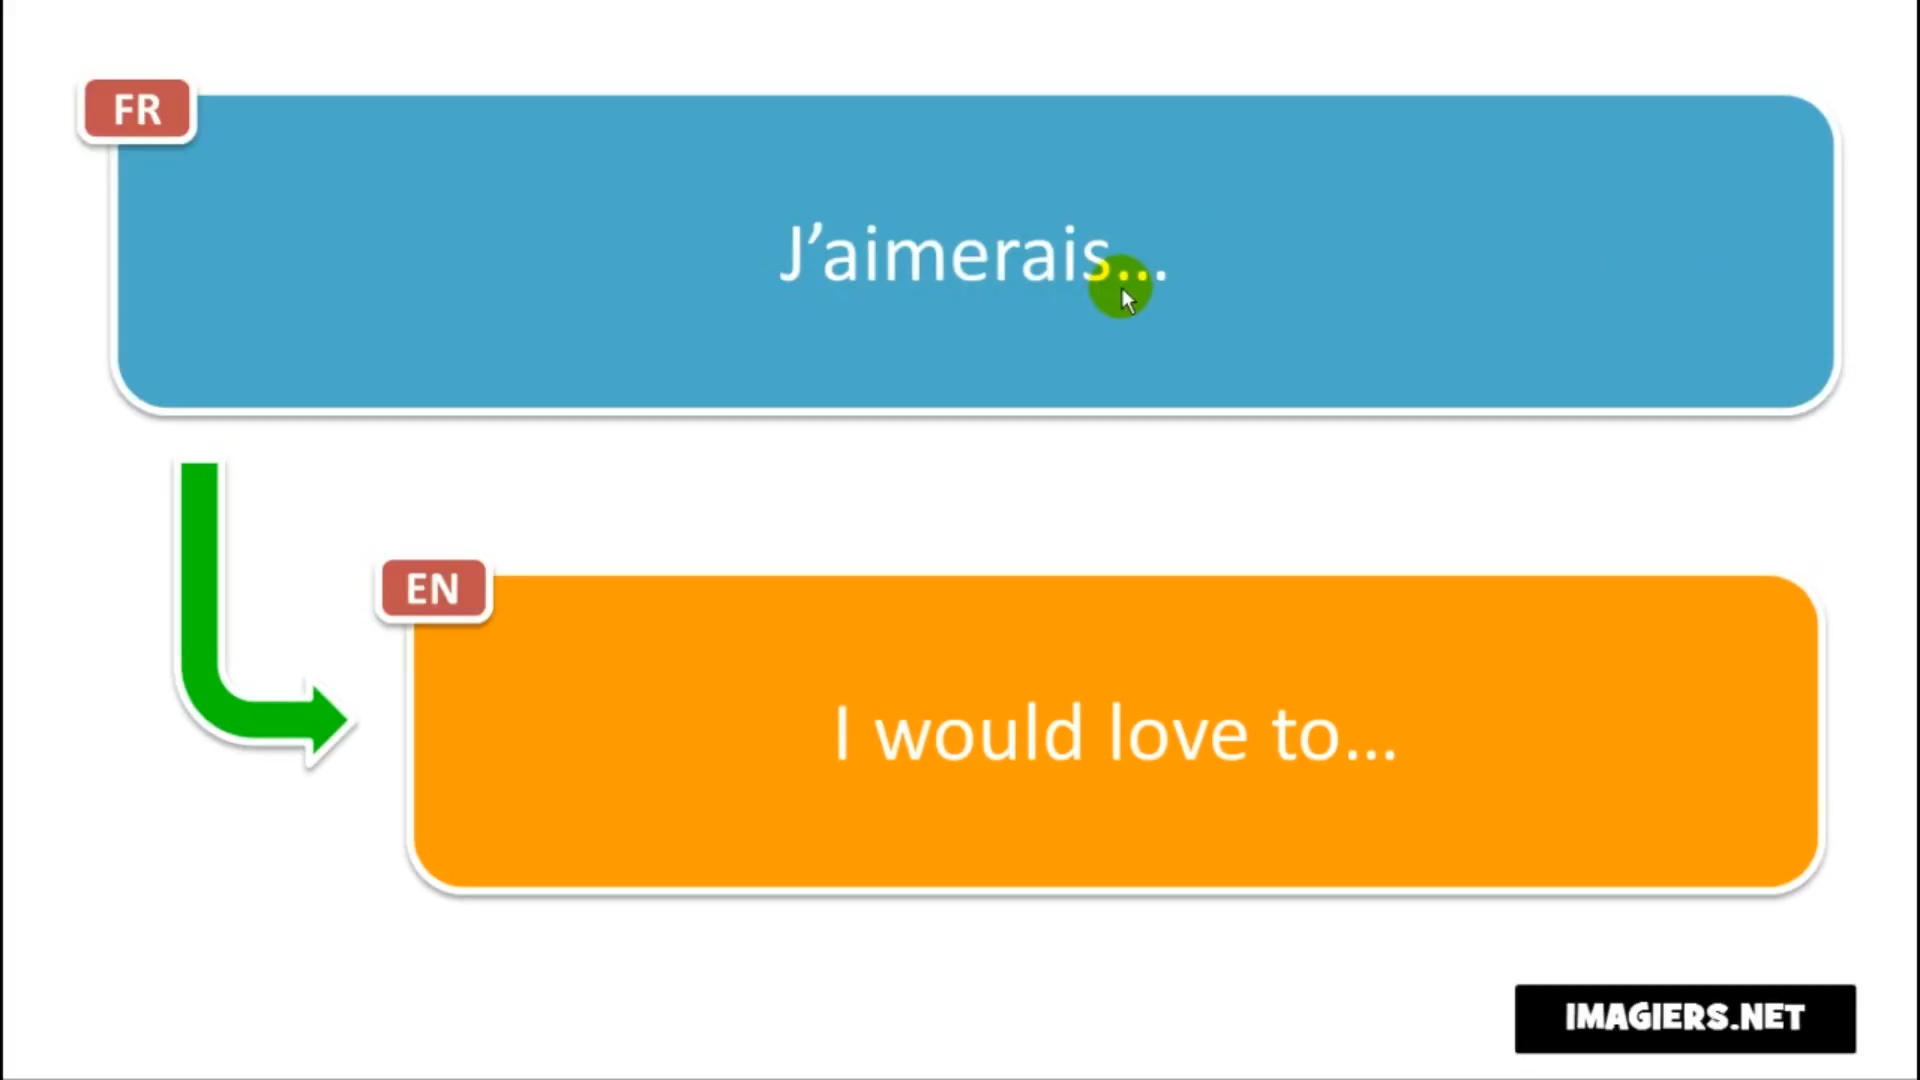 FR
J’aimerais...
EN
I would love to...
IMAGIERS.NET